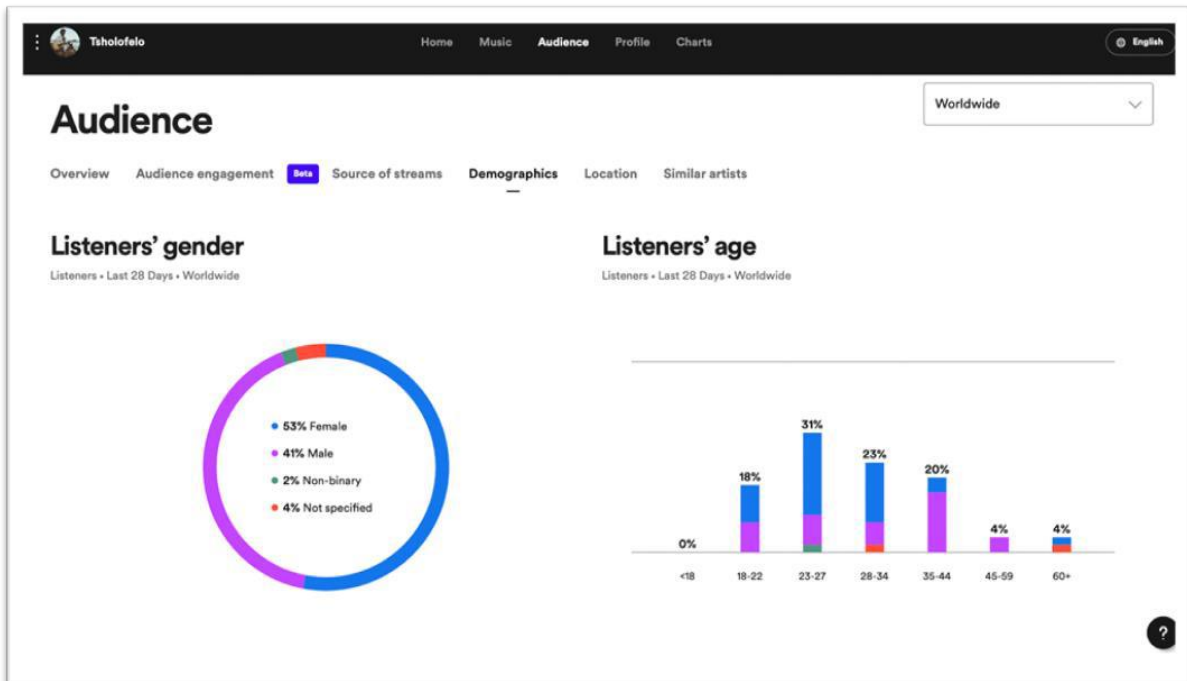 Tsholofelo Home Music Audience Profile Charts English
Worldwide
Audience
Overview Audience engagement Beta Source of streams Demographics Location Similar artists
Listeners’ gender
Listeners • Last 28 Days • Worldwide
53% Female
41% Male
2% Non-binary
4% Not specified
Listeners’ age
Listeners • Last 28 Days • Worldwide
0% 18% 31% 23% 20% 4% 4%
<18 18-22 23-27 28-34 35-44 45-59 60+
?